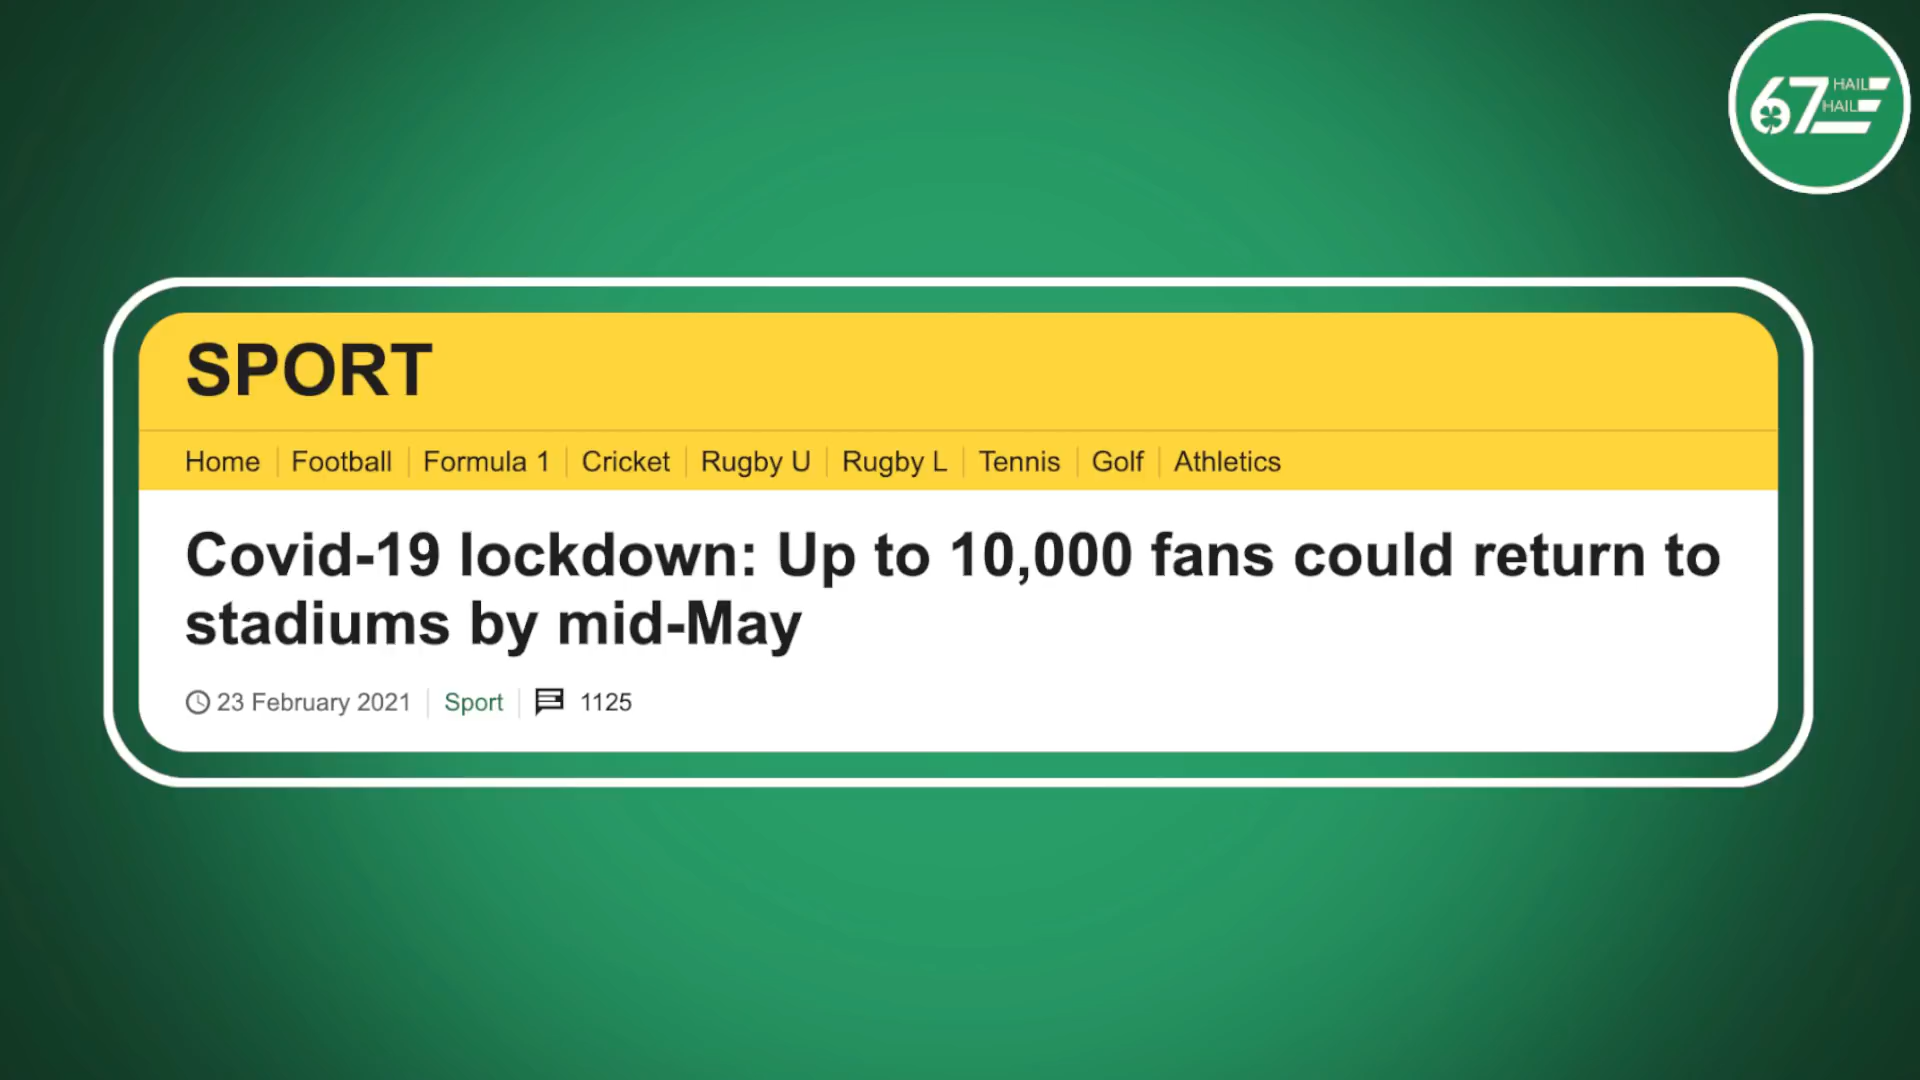 67 HAIL HAIL
SPORT
Home Football Formula 1 Cricket Rugby U Rugby L Tennis Golf Athletics
Covid-19 lockdown: Up to 10,000 fans could return to
stadiums by mid-May
23 February 2021 Sport 1125